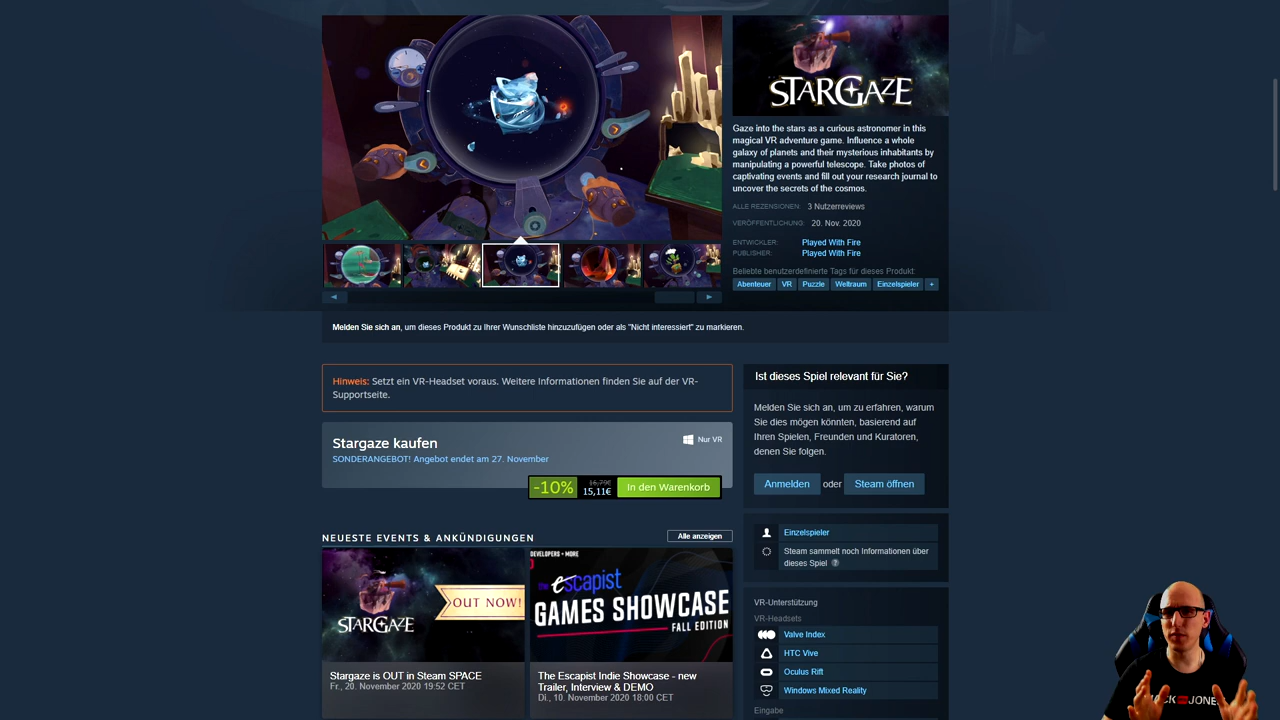 STARGAZE
Gaze into the stars as a curious astronomer in this
magical VR adventure game. Influence a whole
galaxy of planets and their mysterious inhabitants by
manipulating a powerful telescope. Take photos of
captivating events and fill out your research journal to
uncover the secrets of the cosmos.
ALLE REZENSIONEN: 3 Nutzerreviews
VERÖFFENTLICHUNG: 20. Nov. 2020
ENTWICKLER: Played With Fire
PUBLISHER: Played With Fire
Beliebte benutzerdefinierte Tags für dieses Produkt:
Abenteuer VR Puzzle Weltraum Einzelspieler +
Melden Sie sich an, um dieses Produkt zu Ihrer Wunschliste hinzuzufügen oder als "Nicht interessiert" zu markieren.
Hinweis: Setzt ein VR-Headset voraus. Weitere Informationen finden Sie auf der VR-
Supportseite.
Stargaze kaufen
Nur VR
SONDERANGEBOT! Angebot endet am 27. November
-10%
16,79€
15,11€
In den Warenkorb
NEUESTE EVENTS & ANKÜNDIGUNGEN
Alle anzeigen
STARGAZE
OUT NOW!
Stargaze is OUT in Steam SPACE
Fr., 20. November 2020 19:52 CET
DEVELOPERS + MORE
the escapist
GAMES SHOWCASE
FALL EDITION
The Escapist Indie Showcase - new
Trailer, Interview & DEMO
Di., 10. November 2020 18:00 CET
Ist dieses Spiel relevant für Sie?
Melden Sie sich an, um zu erfahren, warum
Sie dies mögen könnten, basierend auf
Ihren Spielen, Freunden und Kuratoren,
denen Sie folgen.
Anmelden oder Steam öffnen
Einzelspieler
Steam sammelt noch Informationen über
dieses Spiel ?
VR-Unterstützung
VR-Headsets
Valve Index
HTC Vive
Oculus Rift
Windows Mixed Reality
Eingabe
JONES